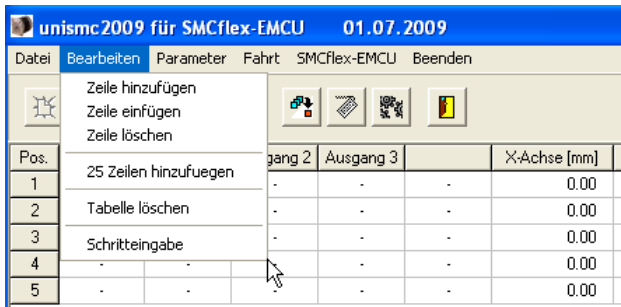 unismc2009 für SMCflex-EMCU 01.07.2009
Datei Bearbeiten Parameter Fahrt SMCflex-EMCU Beenden
Zeile hinzufügen
Zeile einfügen
Zeile löschen
25 Zeilen hinzufuegen
Tabelle löschen
Schritteingabe
Pos. gang 2 Ausgang 3 X-Achse [mm]
1 - - - 0.00
2 - - - 0.00
3 - - - 0.00
4 - - - - - 0.00
5 - - - - - 0.00